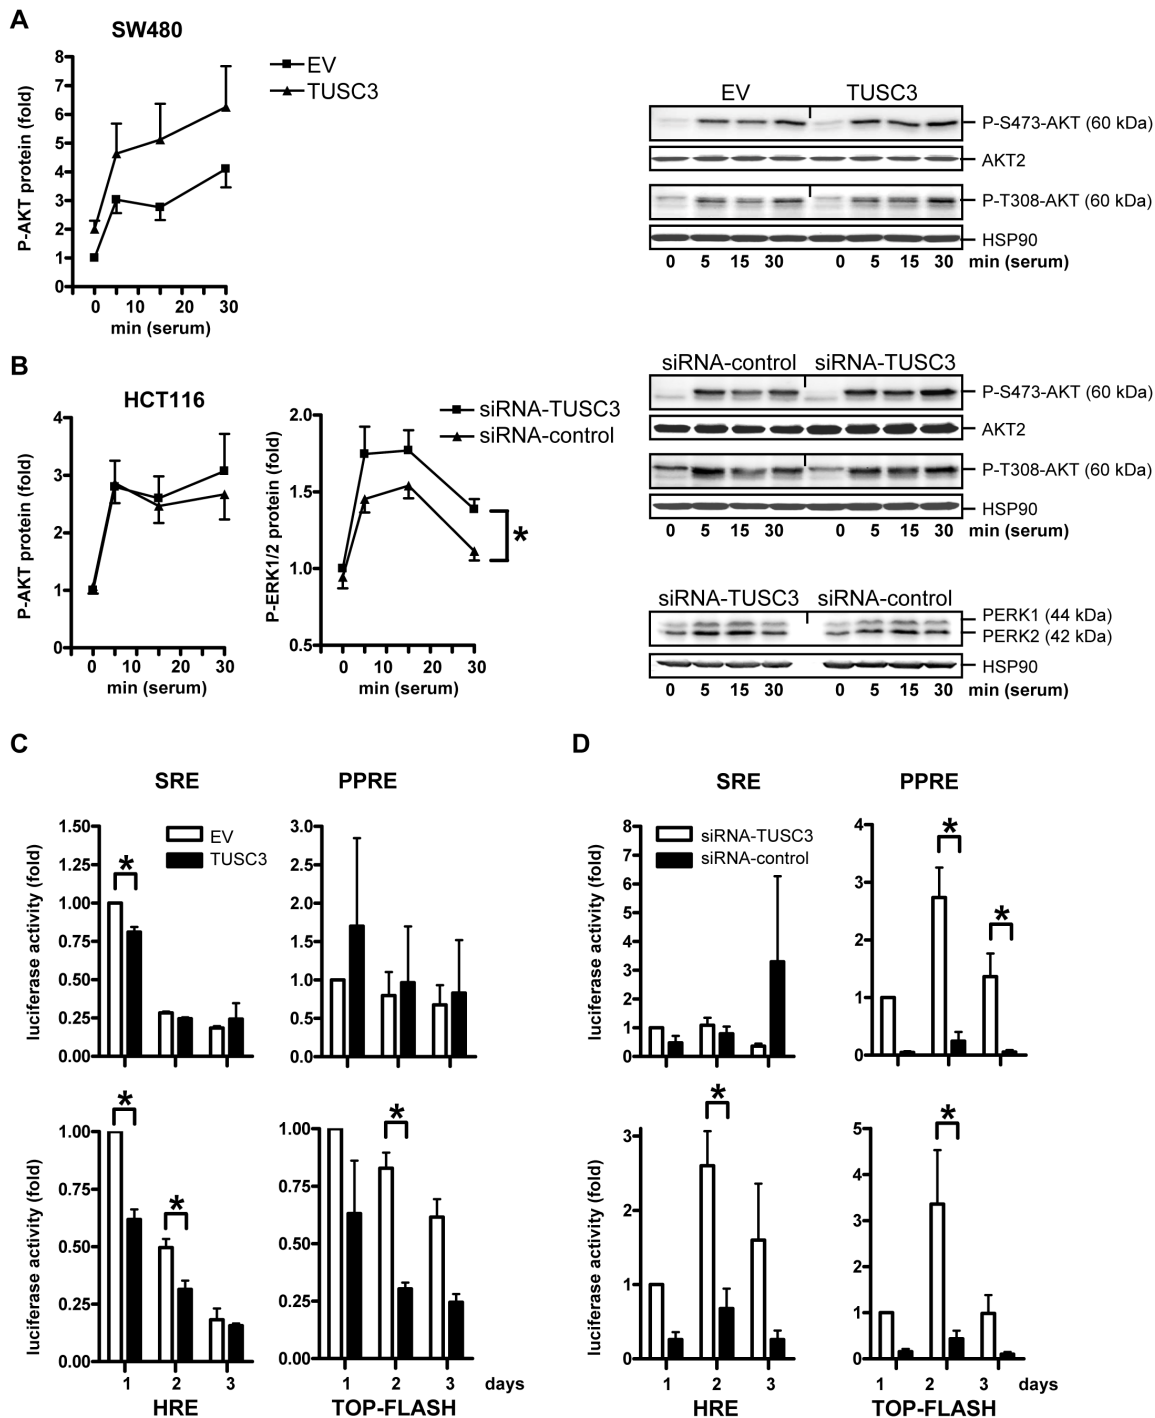 A
SW480
8
7
6
5
4
3
2
1
0
P-AKT protein (fold)
0 10 20 30
min (serum)
EV
TUSC3
EV TUSC3
P-S473-AKT (60 kDa)
AKT2
P-T308-AKT (60 kDa)
HSP90
0 5 15 30 0 5 15 30 min (serum)
B
HCT116
4
3
2
1
0
P-AKT protein (fold)
0 10 20 30
min (serum)
2.0
1.5
1.0
0.5
P-ERK1/2 protein (fold)
0 10 20 30
min (serum)
siRNA-TUSC3
siRNA-control
*
siRNA-control siRNA-TUSC3
P-S473-AKT (60 kDa)
AKT2
P-T308-AKT (60 kDa)
HSP90
0 5 15 30 0 5 15 30 min (serum)
siRNA-TUSC3 siRNA-control
PERK1 (44 kDa)
PERK2 (42 kDa)
HSP90
0 5 15 30 0 5 15 30 min (serum)
C
SRE
1.50
1.25
1.00
0.75
0.50
0.25
0.00
luciferase activity (fold)
EV
TUSC3
*
PPRE
3.0
2.5
2.0
1.5
1.0
0.5
0.0
1.00
0.75
0.50
0.25
0.00
luciferase activity (fold)
*
*
1 2 3
HRE
1.00
0.75
0.50
0.25
0.00
*
1 2 3 days
TOP-FLASH
D
SRE
8
7
6
5
4
3
2
1
0
luciferase activity (fold)
siRNA-TUSC3
siRNA-control
PPRE
4
3
2
1
0
*
*
3
2
1
0
luciferase activity (fold)
*
1 2 3
HRE
5
4
3
2
1
0
*
1 2 3 days
TOP-FLASH